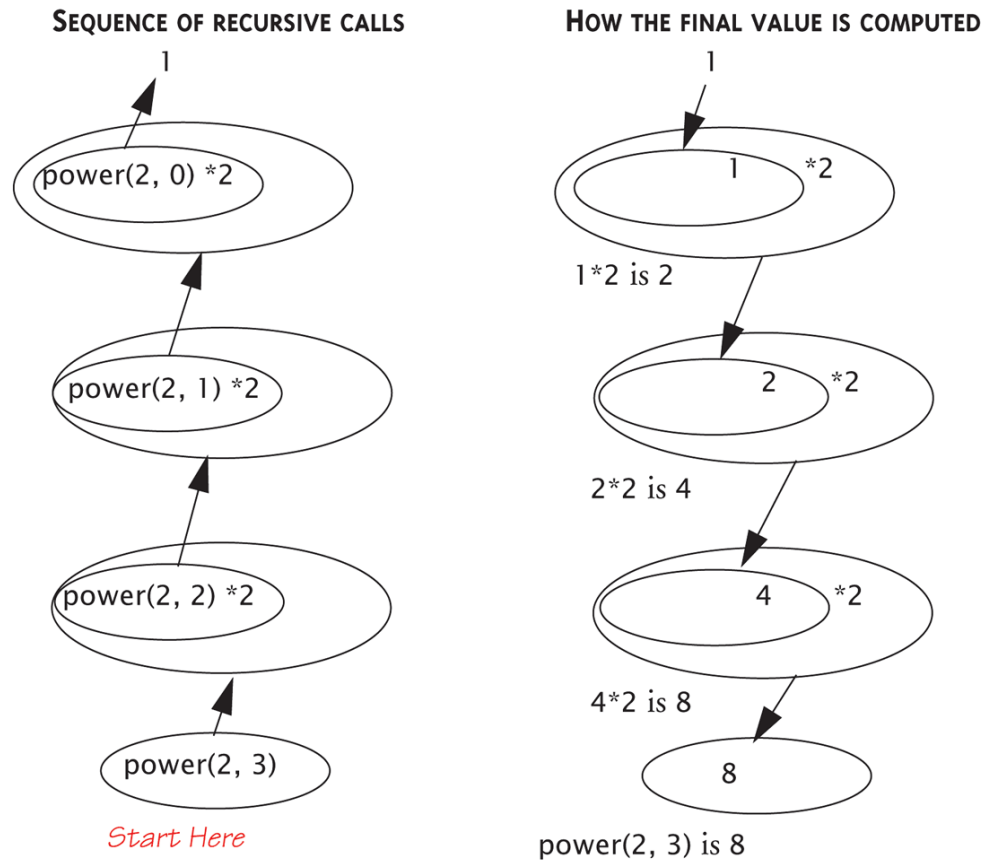 SEQUENCE OF RECURSIVE CALLS
1
power(2, 0) *2
power(2, 1) *2
power(2, 2) *2
power(2, 3)
Start Here
HOW THE FINAL VALUE IS COMPUTED
1
1 *2
1*2 is 2
2 *2
2*2 is 4
4 *2
4*2 is 8
8
power(2, 3) is 8